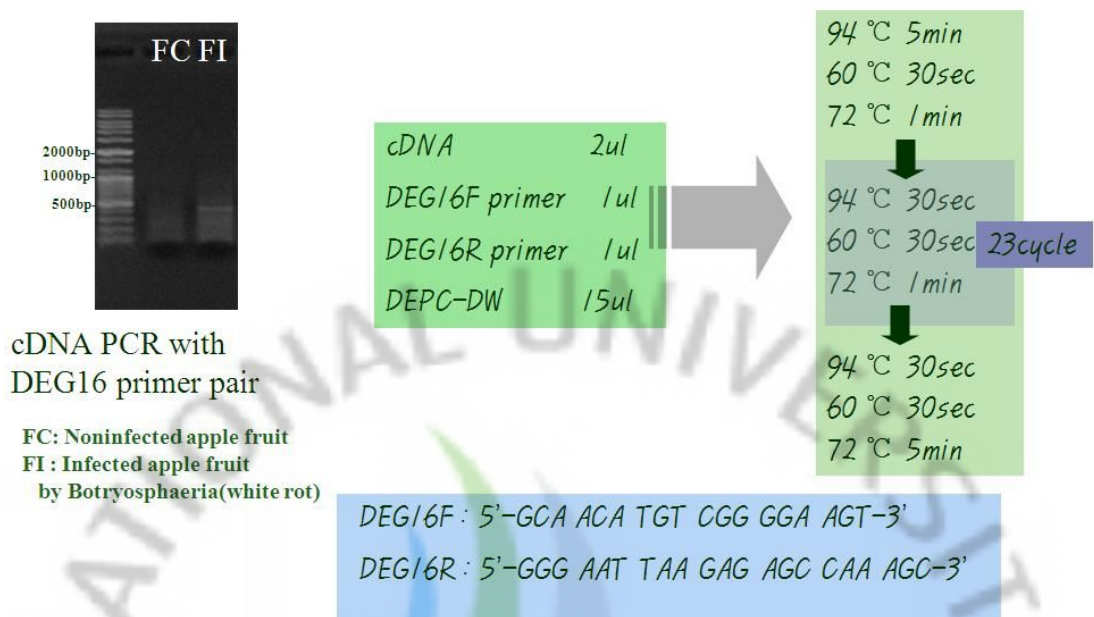 FC FI
2000bp-
1000bp-
500bp-
cDNA PCR with
DEG16 primer pair
FC: Noninfected apple fruit
FI : Infected apple fruit
by Botryosphaeria(white rot)
cDNA 2ul
DEG16F primer 1ul
DEG16R primer 1ul
DEPC-DW 15ul
94 ℃ 5min
60 ℃ 30sec
72 ℃ 1min
94 ℃ 30sec
60 ℃ 30sec
72 ℃ 1min
23cycle
94 ℃ 30sec
60 ℃ 30sec
72 ℃ 5min
DEG16F : 5'-GCA ACA TGT CGG GGA AGT-3'
DEG16R : 5'-GGG AAT TAA GAG AGC CAA AGC-3'
ATIONAL UNIVERSIT